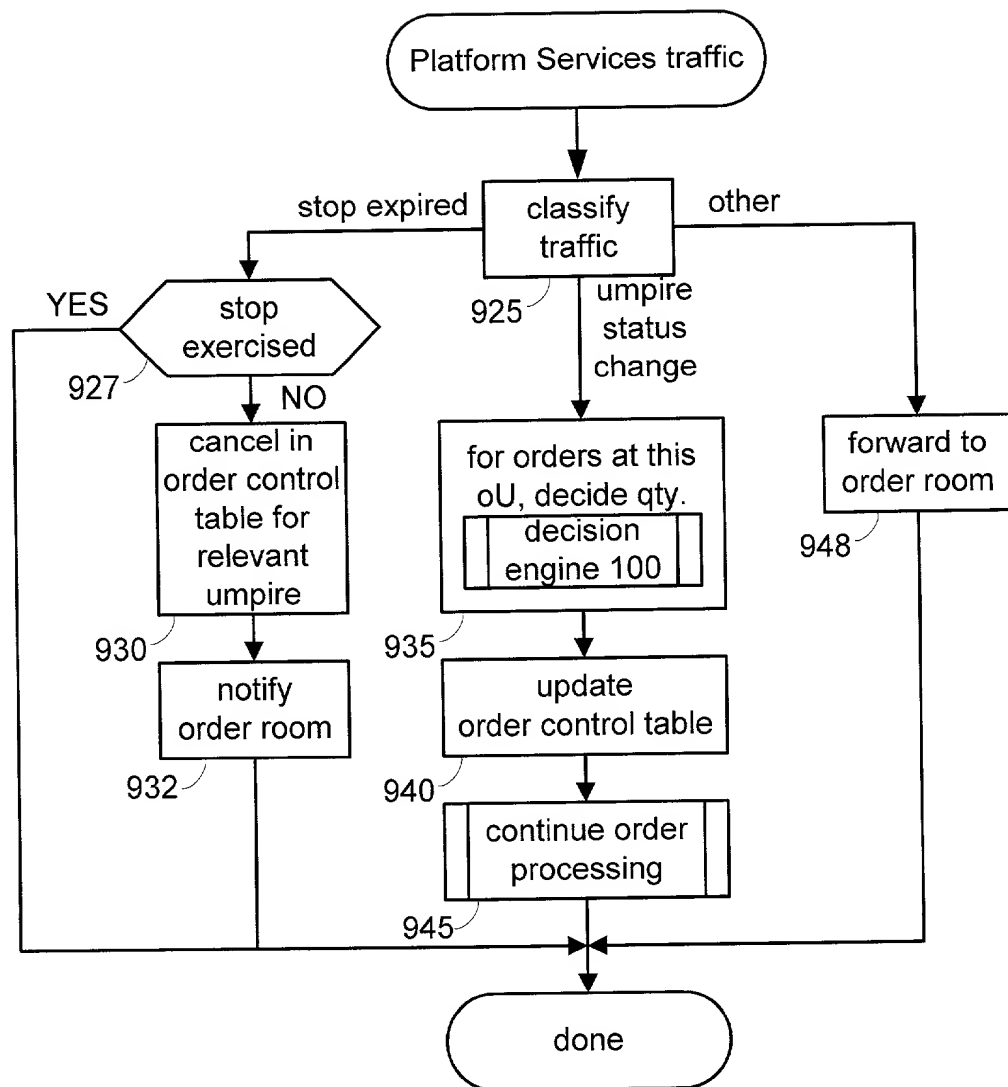 Platform Services traffic
stop expired
classify
traffic
other
925
umpire
status
change
YES
stop
exercised
927
NO
cancel in
order control
table for
relevant
umpire
930
for orders at this
oU, decide qty.
decision
engine 100
935
forward to
order room
948
notify
order room
932
update
order control table
940
continue order
processing
945
done